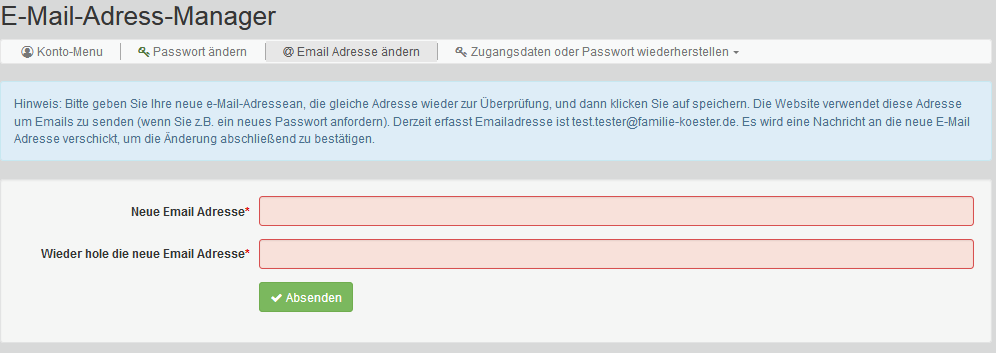 E-Mail-Adress-Manager
Konto-Menu Passwort ändern @ Email Adresse ändern Zugangsdaten oder Passwort wiederherstellen
Hinweis: Bitte geben Sie Ihre neue e-Mail-Adressean, die gleiche Adresse wieder zur Überprüfung, und dann klicken Sie auf speichern. Die Website verwendet diese Adresse
um Emails zu senden (wenn Sie z.B. ein neues Passwort anfordern). Derzeit erfasst Emailadresse ist test.tester@familie-koester.de. Es wird eine Nachricht an die neue E-Mail
Adresse verschickt, um die Änderung abschließend zu bestätigen.
Neue Email Adresse*
Wieder hole die neue Email Adresse*
Absenden